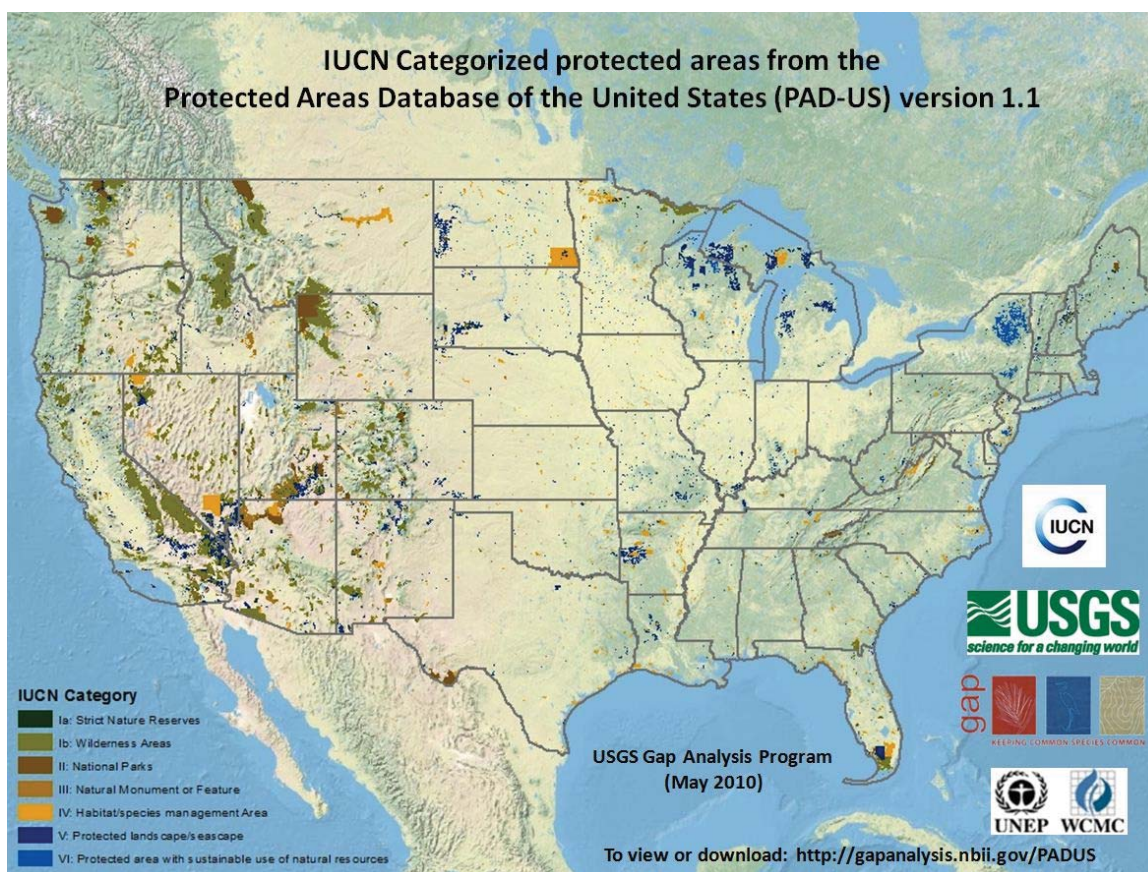 IUCN Categorized protected areas from the
Protected Areas Database of the United States (PAD-US) version 1.1
IUCN
USGS
science for a changing world
gap
KEEPING COMMON SPECIES COMMON
IUCN Category
Ia: Strict Nature Reserves
Ib: Wilderness Areas
II: National Parks
III: Natural Monument or Feature
IV: Habitat/species management Area
V: Protected landscape/seascape
VI: Protected area with sustainable use of natural resources
USGS Gap Analysis Program
(May 2010)
UNEP WCMC
To view or download: http://gapanalysis.nbii.gov/PADUS